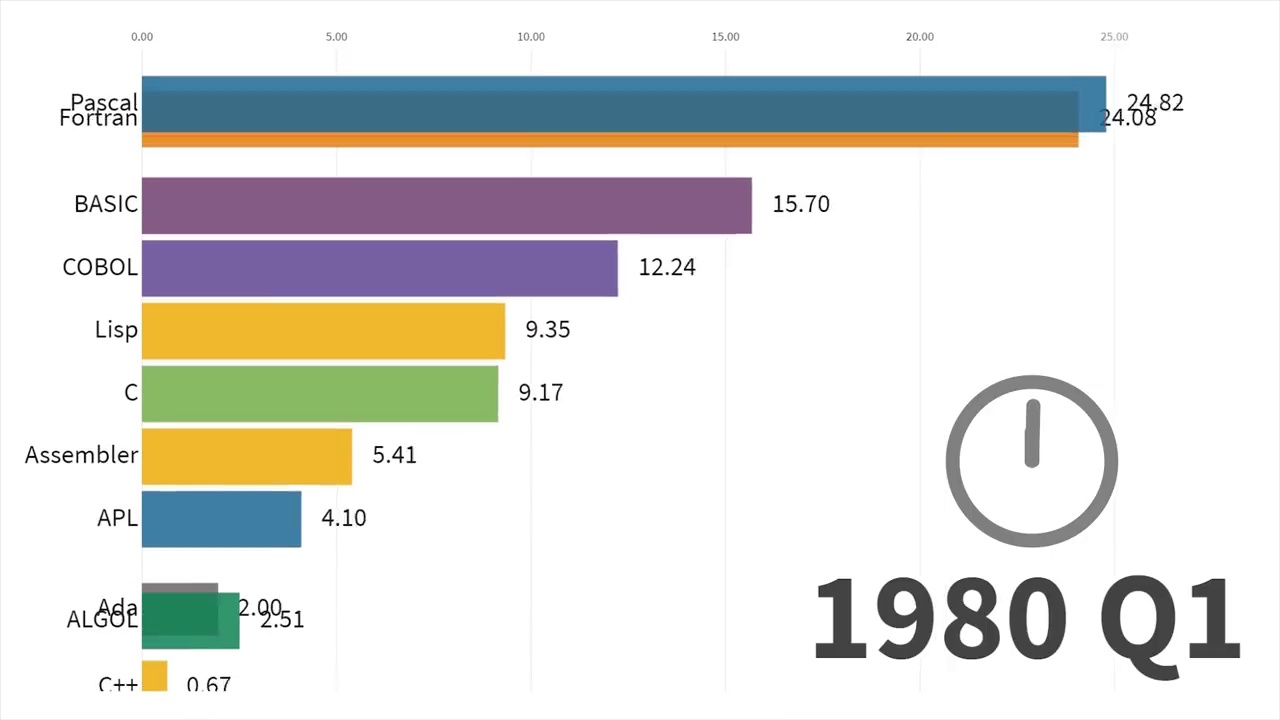 0.00 5.00 10.00 15.00 20.00 25.00
Pascal 24.82
Fortran 24.08
BASIC 15.70
COBOL 12.24
Lisp 9.35
C 9.17
Assembler 5.41
APL 4.10
Ada 2.00
ALGOL 2.51
C++ 0.67
1980 Q1